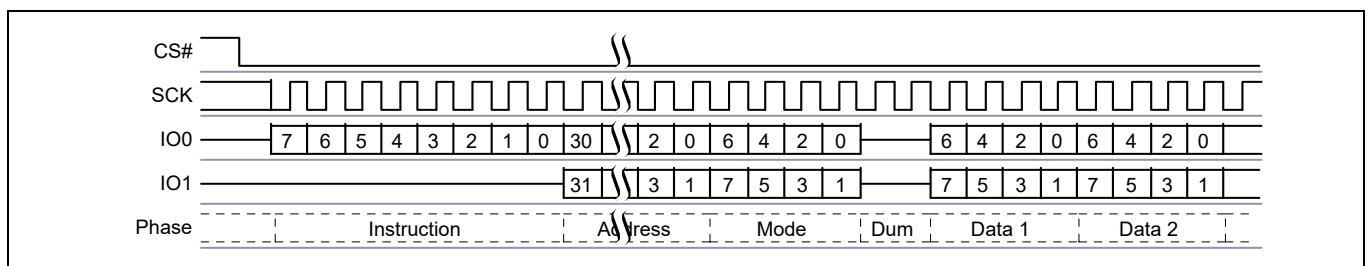 CS#
SCK
IO0 7 6 5 4 3 2 1 0 30 2 0 6 4 2 0 6 4 2 0 6 4 2 0
IO1 31 3 1 7 5 3 1 7 5 3 1 7 5 3 1
Phase Instruction Address Mode Dum Data 1 Data 2